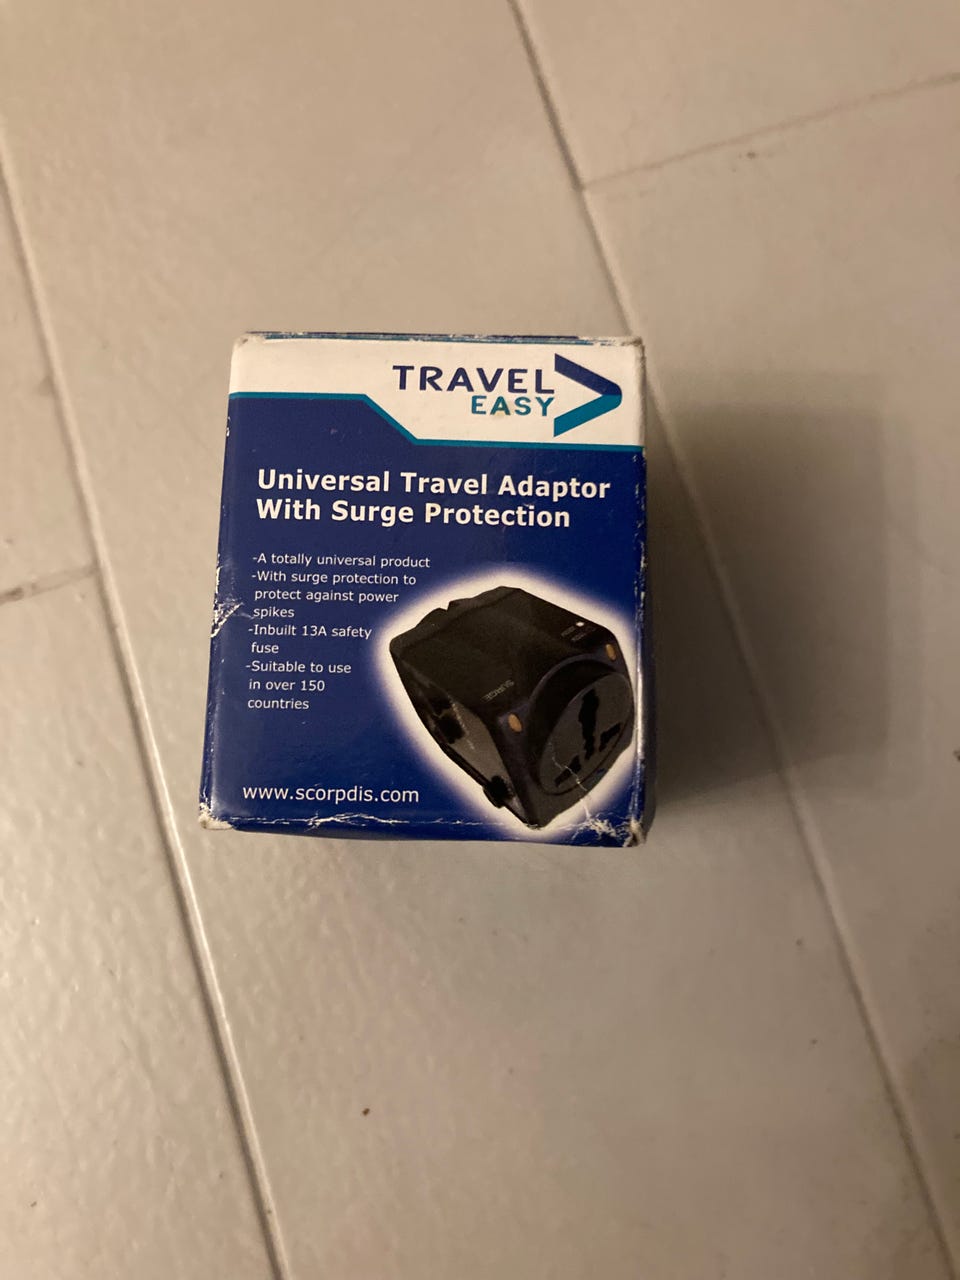 TRAVEL
EASY
Universal Travel Adaptor
With Surge Protection
-A totally universal product
-With surge protection to
protect against power
spikes
-Inbuilt 13A safety
fuse
-Suitable to use
in over 150
countries
SURGE
www.scorpdis.com